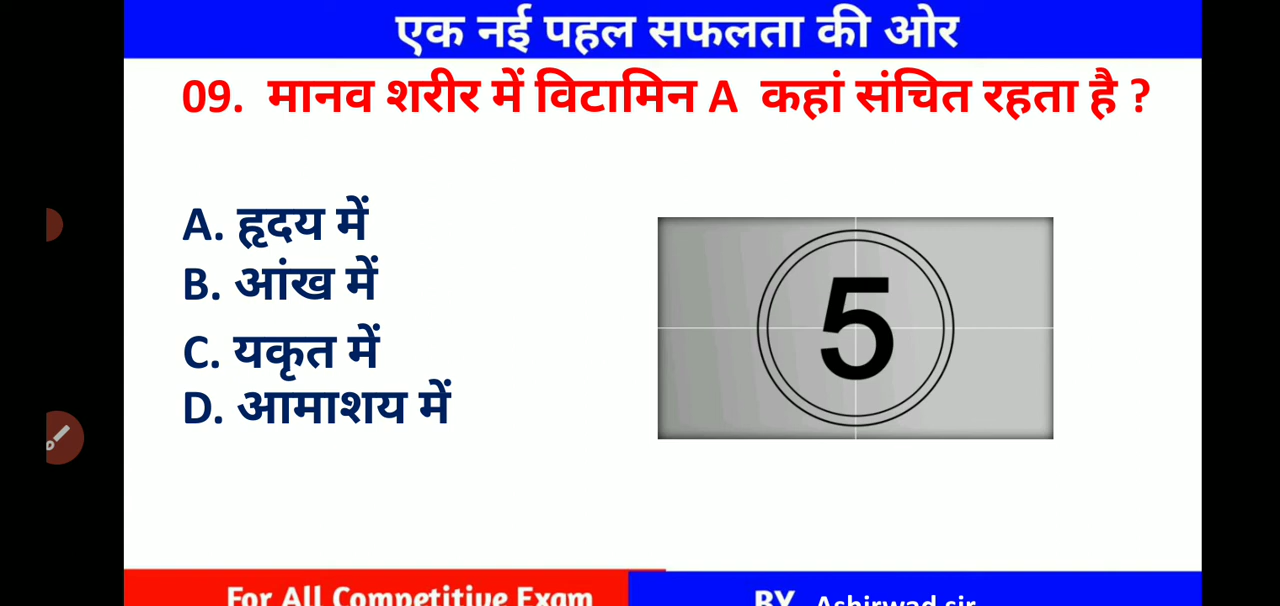 एक नई पहल सफलता की ओर
09. मानव शरीर में विटामिन A कहां संचित रहता है ?
A. हृदय में
B. आंख में
C. यकृत में
D. आमाशय में
5
For All Competitive Exam
BY Ashirwad sir